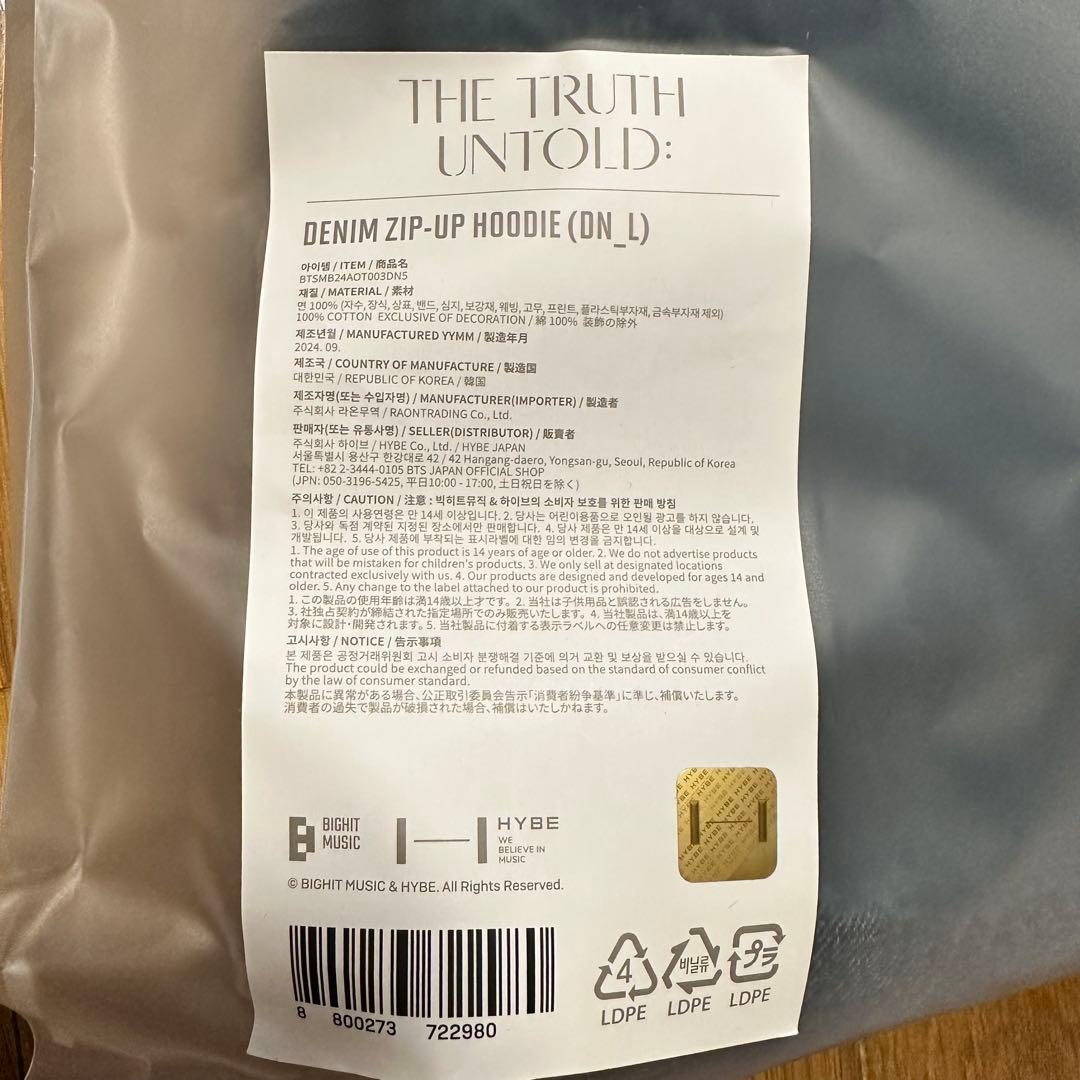 THE TRUTH
UNTOLD:
DENIM ZIP-UP HOODIE (DN_L)
아이템 / ITEM / 商品名
BTSMB24AOT003DN5
재질 / MATERIAL / 素材
면 100% (자수, 장식, 상표, 밴드, 심지, 보강재, 웨빙, 고무, 프린트, 플라스틱부자재, 금속부자재 제외)
100% COTTON EXCLUSIVE OF DECORATION / 綿 100% 装飾の除外
제조년월 / MANUFACTURED YYMM / 製造年月
2024. 09.
제조국 / COUNTRY OF MANUFACTURE / 製造国
대한민국 / REPUBLIC OF KOREA / 韓国
제조자명(또는 수입자명) / MANUFACTURER(IMPORTER) / 製造者
주식회사 라온무역 / RAONTRADING Co., Ltd.
판매자(또는 유통사명) / SELLER(DISTRIBUTOR) / 販売者
주식회사 하이브 / HYBE Co., Ltd. / HYBE JAPAN
서울특별시 용산구 한강대로 42 / 42 Hangang-daero, Yongsan-gu, Seoul, Republic of Korea
TEL: +82 2-3444-0105 BTS JAPAN OFFICIAL SHOP
(JPN: 050-3196-5425, 平日10:00 - 17:00, 土日祝日を除く)
주의사항 / CAUTION / 注意 : 빅히트뮤직 & 하이브의 소비자 보호를 위한 판매 방침
1. 이 제품의 사용연령은 만 14세 이상입니다. 2. 당사는 어린이용품으로 오인될 광고를 하지 않습니다.
3. 당사와 독점 계약된 지정된 장소에서만 판매합니다. 4. 당사 제품은 만 14세 이상을 대상으로 설계 및
개발됩니다. 5. 당사 제품에 부착되는 표시라벨에 대한 임의 변경을 금지합니다.
1. The age of use of this product is 14 years of age or older. 2. We do not advertise products
that will be mistaken for children's products. 3. We only sell at designated locations
contracted exclusively with us. 4. Our products are designed and developed for ages 14 and
older. 5. Any change to the label attached to our product is prohibited.
1. この製品の使用年齢は満14歳以上才です。2. 当社は子供用品と誤認される広告をしません。
3. 社独占契約が締結された指定場所でのみ販売いたします。4. 当社製品は、満14歳以上を
対象に設計・開発されます。5. 当社製品に付着する表示ラベルへの任意変更は禁止します。
고시사항 / NOTICE / 告示事項
본 제품은 공정거래위원회 고시 소비자 분쟁해결 기준에 의거 교환 및 보상을 받으실 수 있습니다.
The product could be exchanged or refunded based on the standard of consumer conflict
by the law of consumer standard.
本製品に異常がある場合、公正取引委員会告示「消費者紛争基準」に準じ、補償いたします。
消費者の過失で製品が破損された場合、補償はいたしかねます。
BIGHIT
MUSIC
HYBE
WE
BELIEVE IN
MUSIC
© BIGHIT MUSIC & HYBE. All Rights Reserved.
8 800273 722980
4
LDPE
비닐류
LDPE
プラ
LDPE